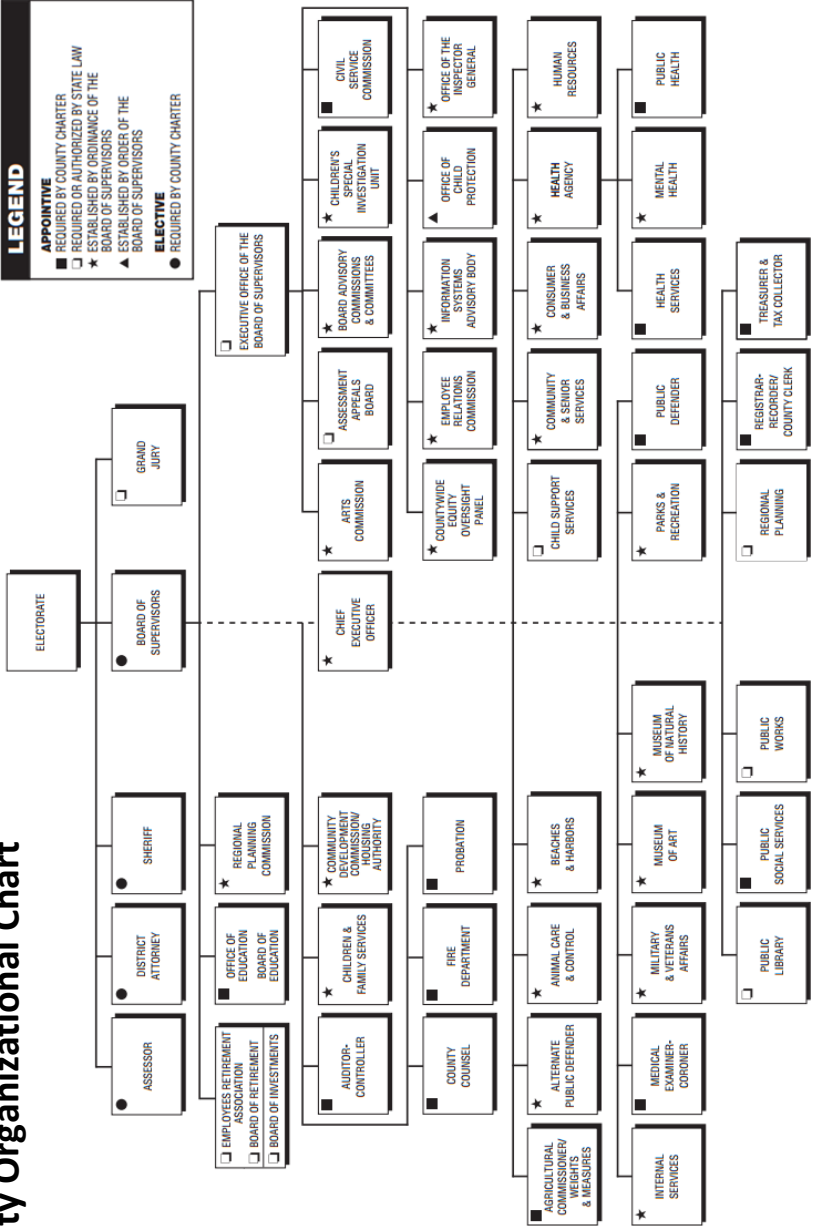 ty Organizational Chart
LEGEND
APPOINTIVE
■ REQUIRED BY COUNTY CHARTER
❏ REQUIRED OR AUTHORIZED BY STATE LAW
★ ESTABLISHED BY ORDINANCE OF THE
BOARD OF SUPERVISORS
▲ ESTABLISHED BY ORDER OF THE
BOARD OF SUPERVISORS
ELECTIVE
● REQUIRED BY COUNTY CHARTER
ELECTORATE
ASSESSOR
DISTRICT
ATTORNEY
SHERIFF
BOARD OF
SUPERVISORS
GRAND
JURY
EMPLOYEES RETIREMENT
ASSOCIATION
BOARD OF RETIREMENT
BOARD OF INVESTMENTS
OFFICE OF
EDUCATION
BOARD OF
EDUCATION
REGIONAL
PLANNING
COMMISSION
EXECUTIVE OFFICE OF THE
BOARD OF SUPERVISORS
AUDITOR-
CONTROLLER
CHILDREN &
FAMILY SERVICES
COMMUNITY
DEVELOPMENT
COMMISSION/
HOUSING
AUTHORITY
CHIEF
EXECUTIVE
OFFICER
ARTS
COMMISSION
ASSESSMENT
APPEALS
BOARD
BOARD ADVISORY
COMMISSIONS
& COMMITTEES
CHILDREN'S
SPECIAL
INVESTIGATION
UNIT
CIVIL
SERVICE
COMMISSION
COUNTY
COUNSEL
FIRE
DEPARTMENT
PROBATION
COUNTYWIDE
EQUITY
OVERSIGHT
PANEL
EMPLOYEE
RELATIONS
COMMISSION
INFORMATION
SYSTEMS
ADVISORY BODY
OFFICE OF
CHILD
PROTECTION
OFFICE OF THE
INSPECTOR
GENERAL
AGRICULTURAL
COMMISSIONER/
WEIGHTS
& MEASURES
ALTERNATE
PUBLIC DEFENDER
ANIMAL CARE
& CONTROL
BEACHES
& HARBORS
CHILD SUPPORT
SERVICES
COMMUNITY
& SENIOR
SERVICES
CONSUMER
& BUSINESS
AFFAIRS
HEALTH
AGENCY
HUMAN
RESOURCES
INTERNAL
SERVICES
MEDICAL
EXAMINER-
CORONER
MILITARY
& VETERANS
AFFAIRS
MUSEUM
OF ART
MUSEUM
OF NATURAL
HISTORY
PARKS &
RECREATION
PUBLIC
DEFENDER
HEALTH
SERVICES
MENTAL
HEALTH
PUBLIC
HEALTH
PUBLIC
LIBRARY
PUBLIC
SOCIAL SERVICES
PUBLIC
WORKS
REGIONAL
PLANNING
REGISTRAR-
RECORDER/
COUNTY CLERK
TREASURER &
TAX COLLECTOR